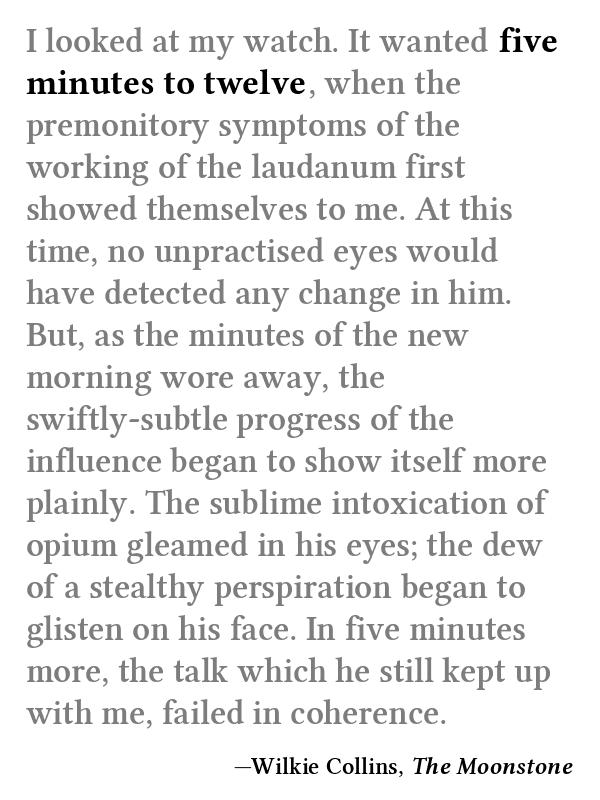 I looked at my watch. It wanted five
minutes to twelve, when the
premonitory symptoms of the
working of the laudanum first
showed themselves to me. At this
time, no unpractised eyes would
have detected any change in him.
But, as the minutes of the new
morning wore away, the
swiftly-subtle progress of the
influence began to show itself more
plainly. The sublime intoxication of
opium gleamed in his eyes; the dew
of a stealthy perspiration began to
glisten on his face. In five minutes
more, the talk which he still kept up
with me, failed in coherence.
—Wilkie Collins, The Moonstone